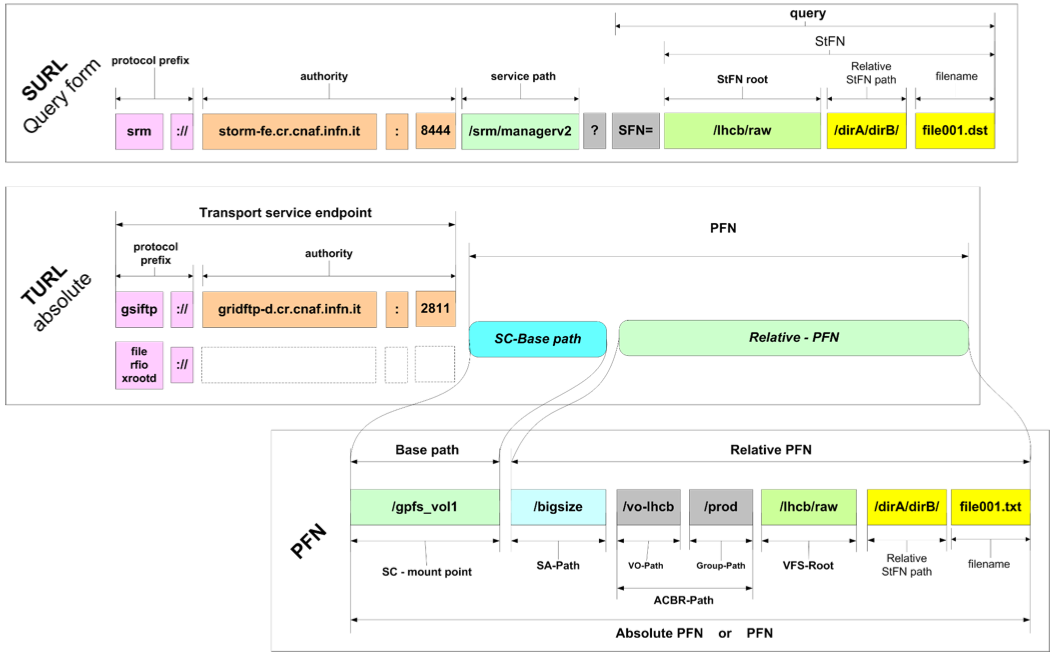 query
StFN
protocol prefix
authority
service path
StFN root
Relative
StFN path
filename
SURL
Query form
srm :// storm-fe.cr.cnaf.infn.it : 8444 /srm/managerv2 ? SFN= /lhcb/raw /dirA/dirB/ file001.dst
Transport service endpoint
PFN
protocol
prefix
authority
TURL
absolute
gsiftp :// gridftp-d.cr.cnaf.infn.it : 2811
SC-Base path
Relative - PFN
file
rfio
xrootd
://
Base path
Relative PFN
PFN
/gpfs_vol1 /bigsize /vo-lhcb /prod /lhcb/raw /dirA/dirB/ file001.txt
SC - mount point
SA-Path
VO-Path
Group-Path
VFS-Root
Relative
StFN path
filename
ACBR-Path
Absolute PFN or PFN